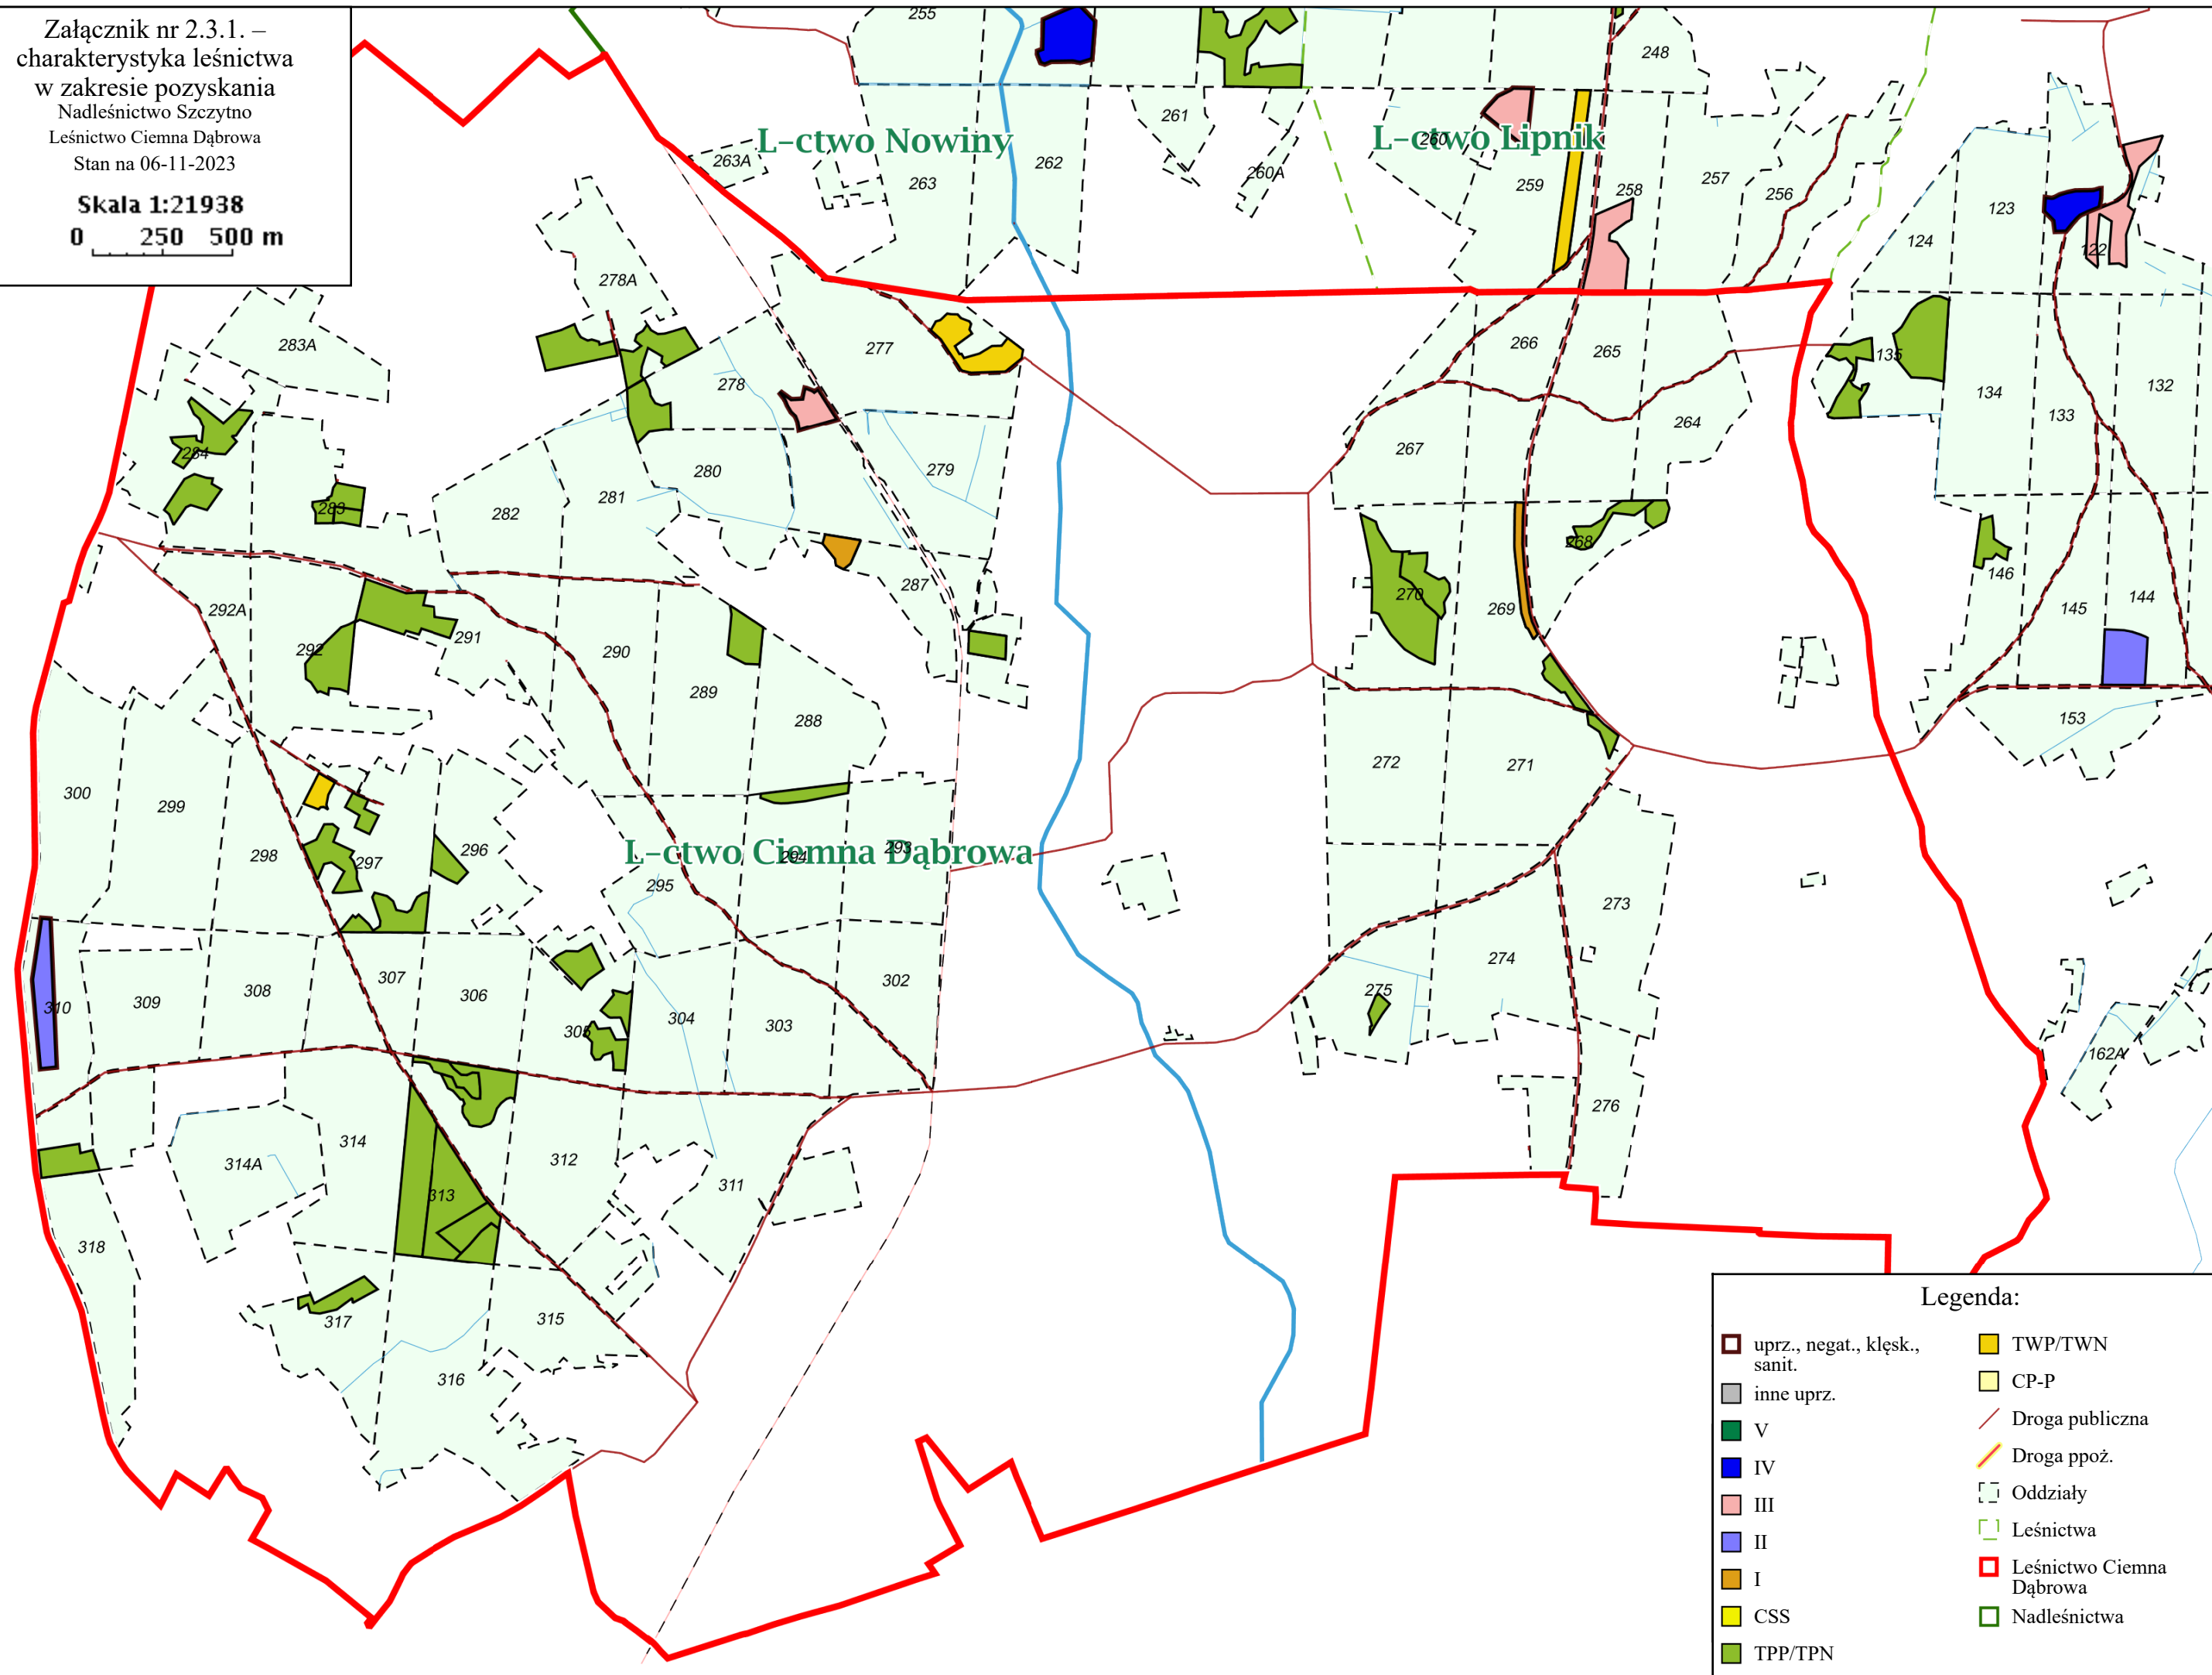 Załącznik nr 2.3.1. –
charakterystyka leśnictwa
w zakresie pozyskania
Nadleśnictwo Szczytno
Leśnictwo Ciemna Dąbrowa
Stan na 06-11-2023
Skala 1:21938
0 250 500 m
255
248
261
L-ctwo Nowiny
L-ctwo Lipnik
260
263A
262
263
260A
259
258
257
256
123
124
122
278A
283A
277
278
266
265
135
134
133
132
264
267
284
280
279
281
283
282
268
287
270
269
146
145
144
292A
291
292
290
289
288
153
272
271
300
299
298
297
296
L-ctwo Ciemna Dąbrowa
294
293
295
273
274
275
310
309
308
307
306
305
304
303
302
162A
276
314
314A
313
312
311
318
317
315
316
Legenda:
uprz., negat., klęsk.,
sanit.
inne uprz.
V
IV
III
II
I
CSS
TPP/TPN
TWP/TWN
CP-P
Droga publiczna
Droga ppoż.
Oddziały
Leśnictwa
Leśnictwo Ciemna
Dąbrowa
Nadleśnictwa